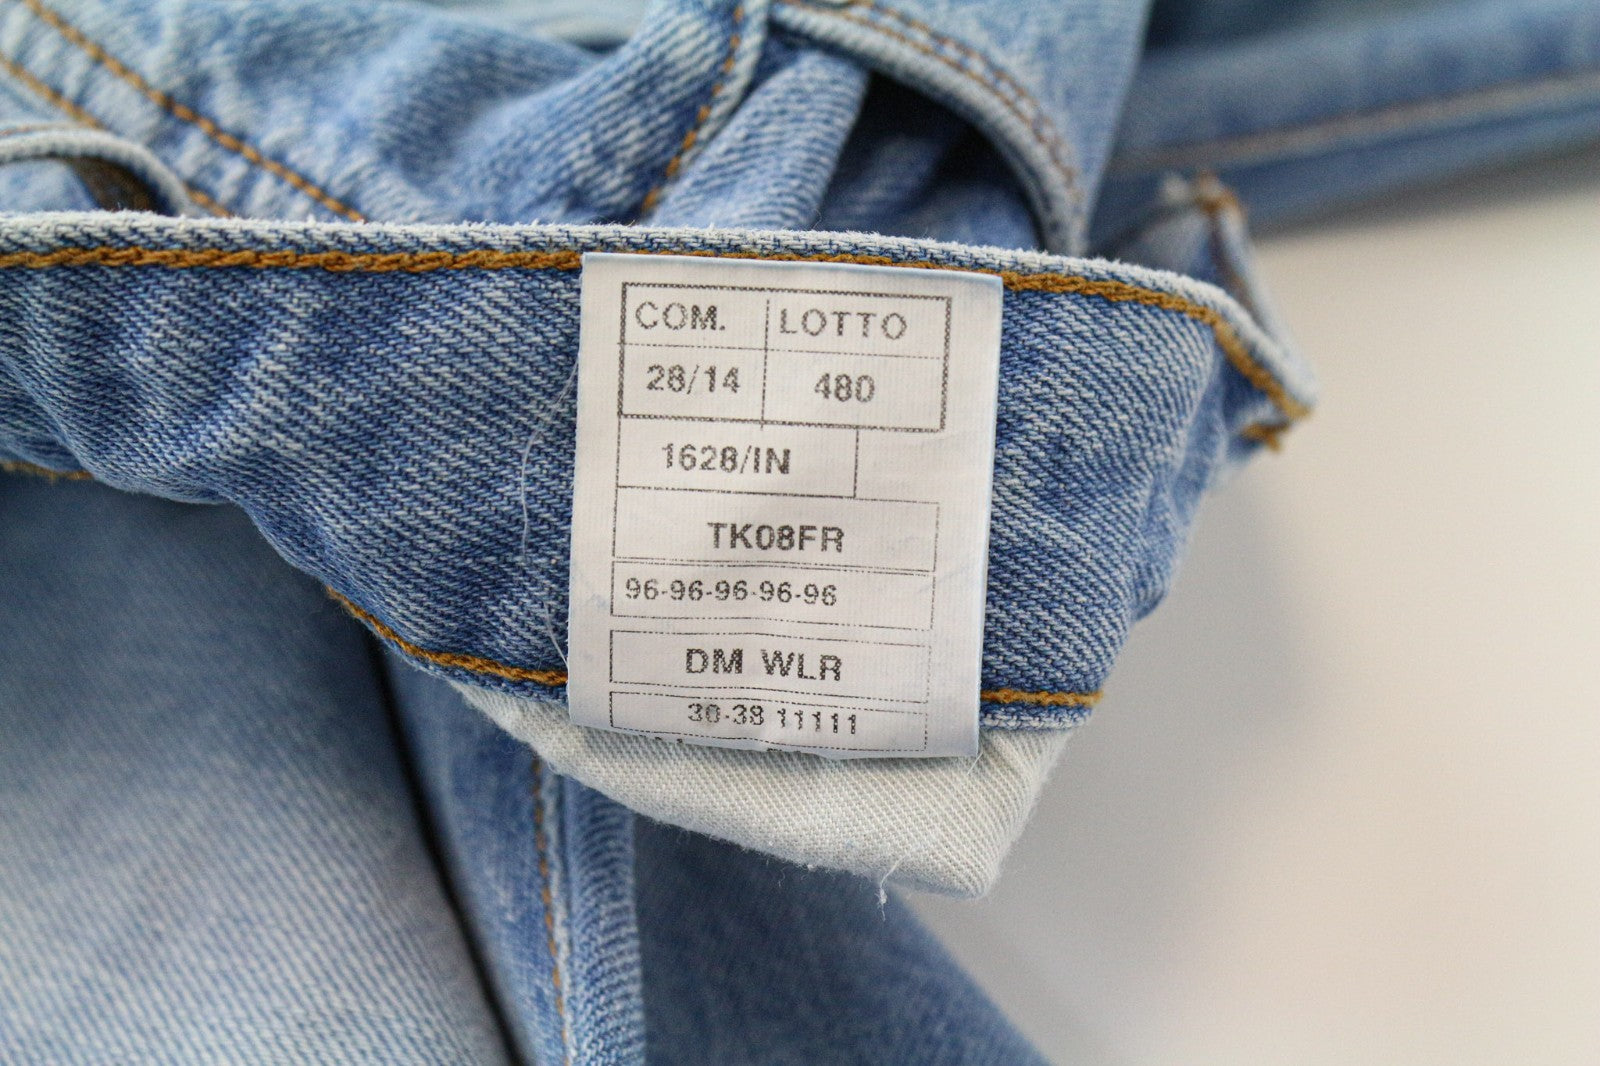 COM. LOTTO
28/14 480
1628/IN
TK08FR
96-96-96-96-96
DM WLR
30-38 11111